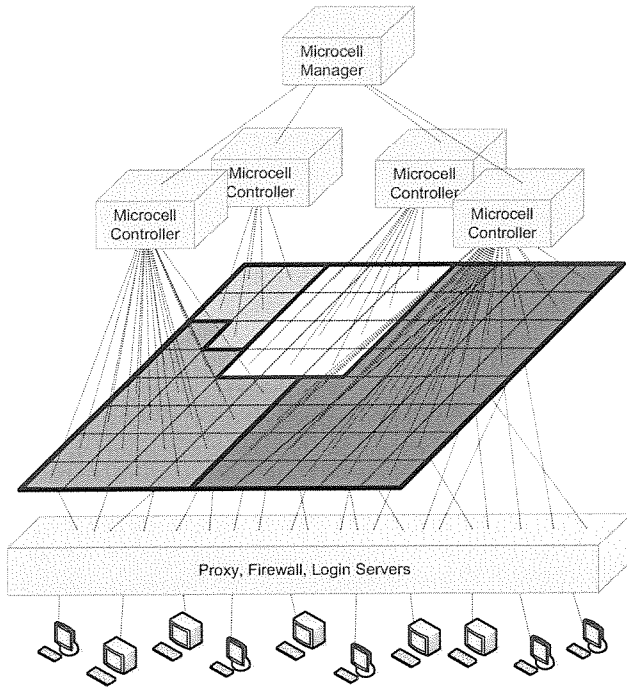 Microcell
Manager
Microcell
Controller
Microcell
Controller
Microcell
Controller
Microcell
Controller
Proxy, Firewall, Login Servers